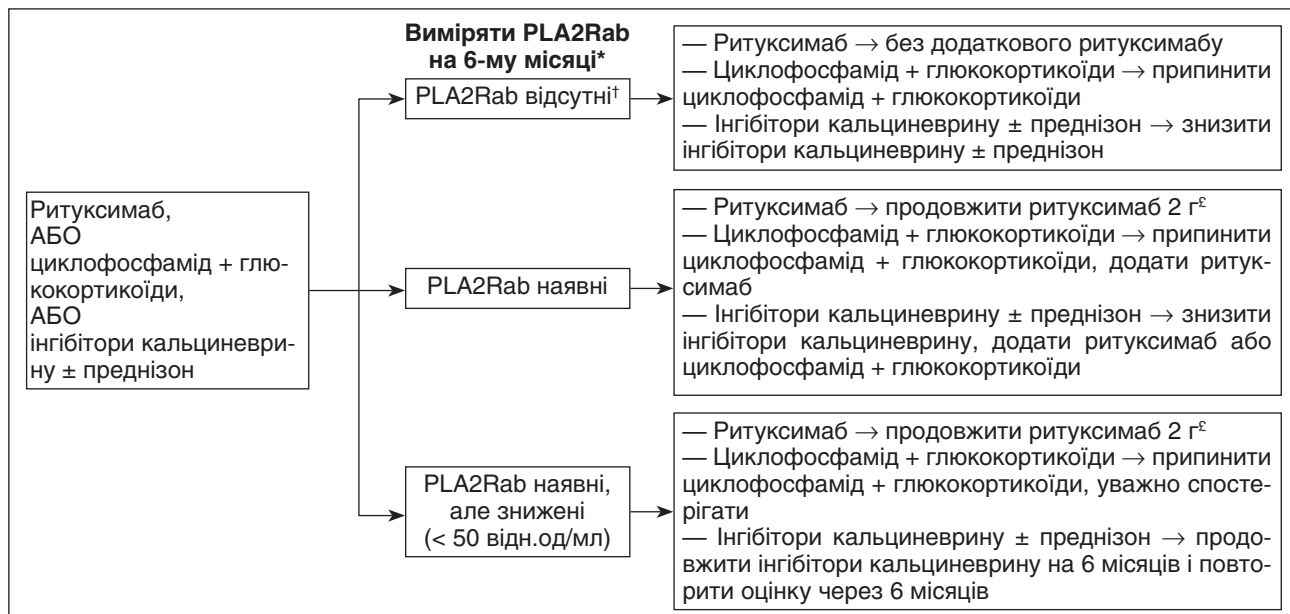 Виміряти PLA2Rab
на 6-му місяці*
Ритуксимаб,
АБО
циклофосфамід + глю-
кокортикоїди,
АБО
інгібітори кальциневри-
ну ± преднізон
PLA2Rab відсутні†
— Ритуксимаб → без додаткового ритуксимабу
— Циклофосфамід + глюкокортикоїди → припинити
циклофосфамід + глюкокортикоїди
— Інгібітори кальциневрину ± преднізон → знизити
інгібітори кальциневрину ± преднізон
PLA2Rab наявні
— Ритуксимаб → продовжити ритуксимаб 2 г£
— Циклофосфамід + глюкокортикоїди → припинити
циклофосфамід + глюкокортикоїди, додати ритук-
симаб
— Інгібітори кальциневрину ± преднізон → знизити
інгібітори кальциневрину, додати ритуксимаб або
циклофосфамід + глюкокортикоїди
PLA2Rab наявні,
але знижені
(< 50 відн.од/мл)
— Ритуксимаб → продовжити ритуксимаб 2 г£
— Циклофосфамід + глюкокортикоїди → припинити
циклофосфамід + глюкокортикоїди, уважно спосте-
рігати
— Інгібітори кальциневрину ± преднізон → продо-
вжити інгібітори кальциневрину на 6 місяців і повто-
рити оцінку через 6 місяців